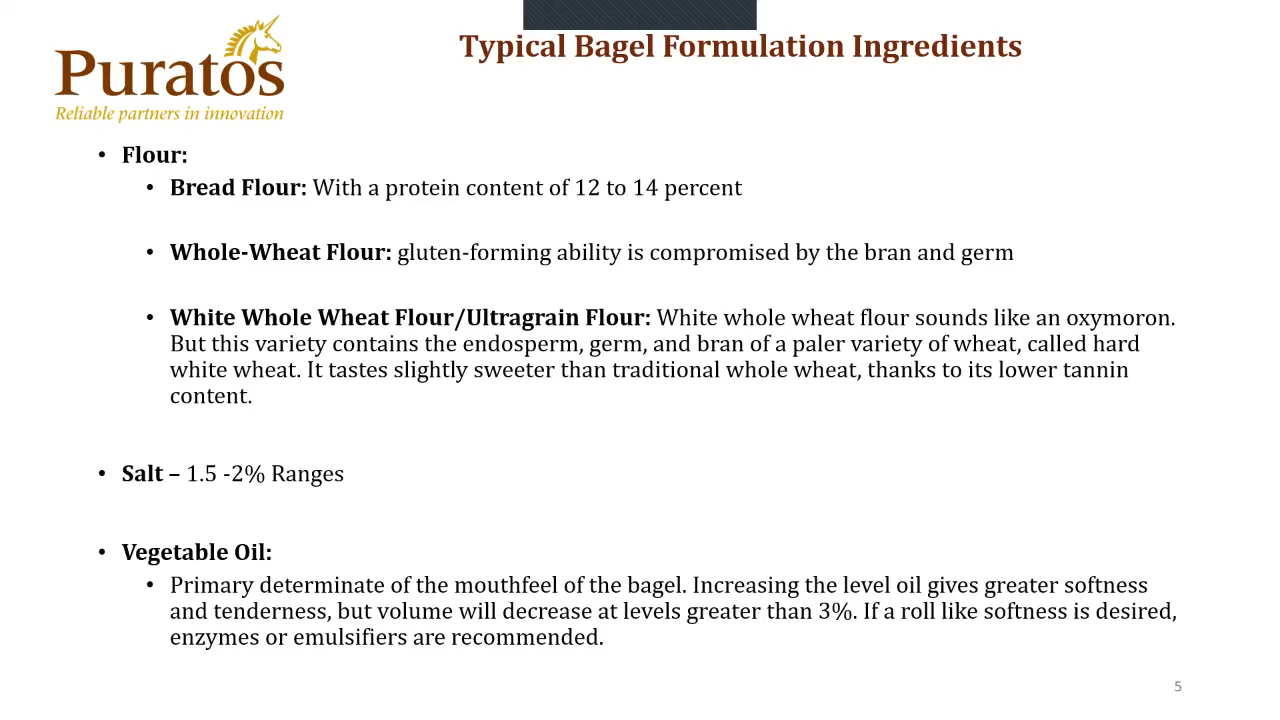 Puratos
Reliable partners in innovation
Typical Bagel Formulation Ingredients
• Flour:
• Bread Flour: With a protein content of 12 to 14 percent
• Whole-Wheat Flour: gluten-forming ability is compromised by the bran and germ
• White Whole Wheat Flour/Ultragrain Flour: White whole wheat flour sounds like an oxymoron.
But this variety contains the endosperm, germ, and bran of a paler variety of wheat, called hard
white wheat. It tastes slightly sweeter than traditional whole wheat, thanks to its lower tannin
content.
• Salt – 1.5 -2% Ranges
• Vegetable Oil:
• Primary determinate of the mouthfeel of the bagel. Increasing the level oil gives greater softness
and tenderness, but volume will decrease at levels greater than 3%. If a roll like softness is desired,
enzymes or emulsifiers are recommended.
5